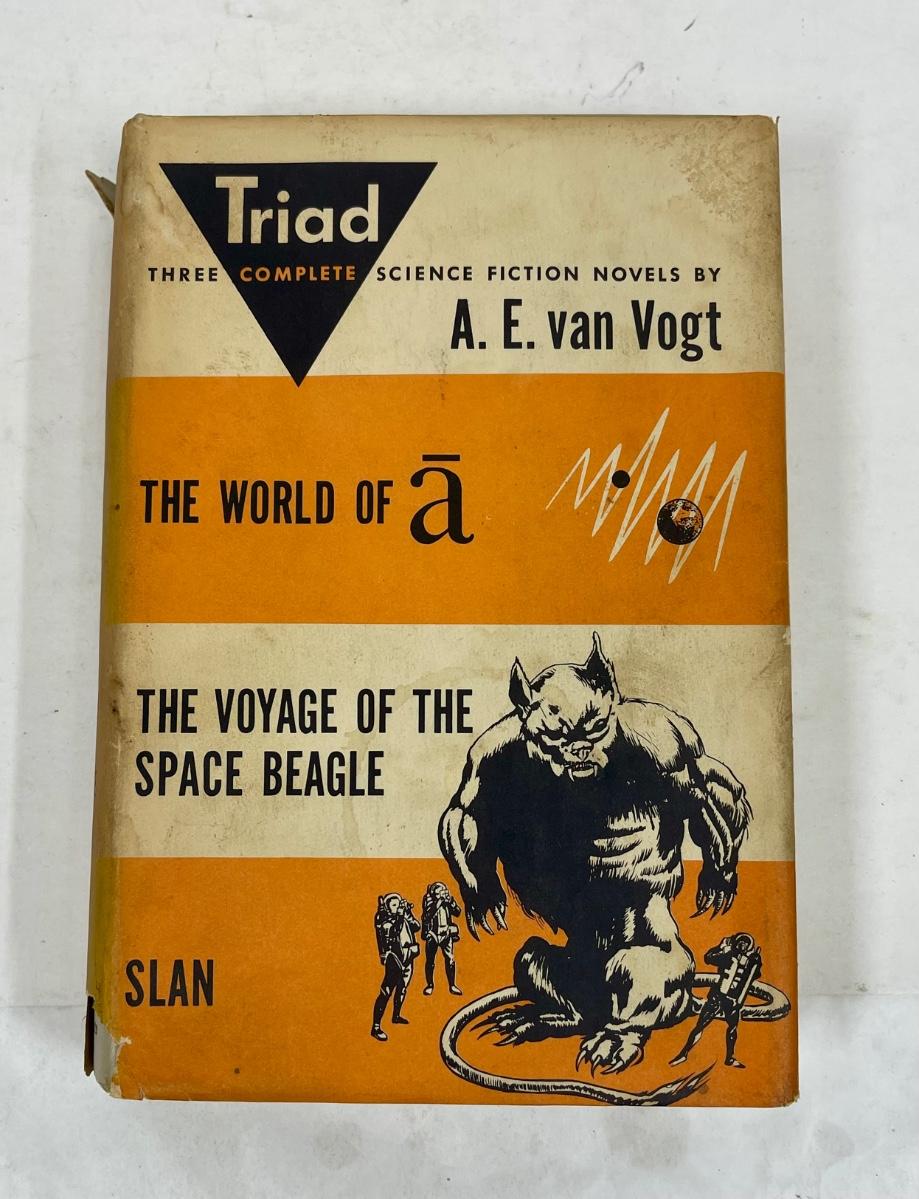 Triad
THREE COMPLETE SCIENCE FICTION NOVELS BY
A. E. van Vogt
THE WORLD OF ā
THE VOYAGE OF THE
SPACE BEAGLE
SLAN